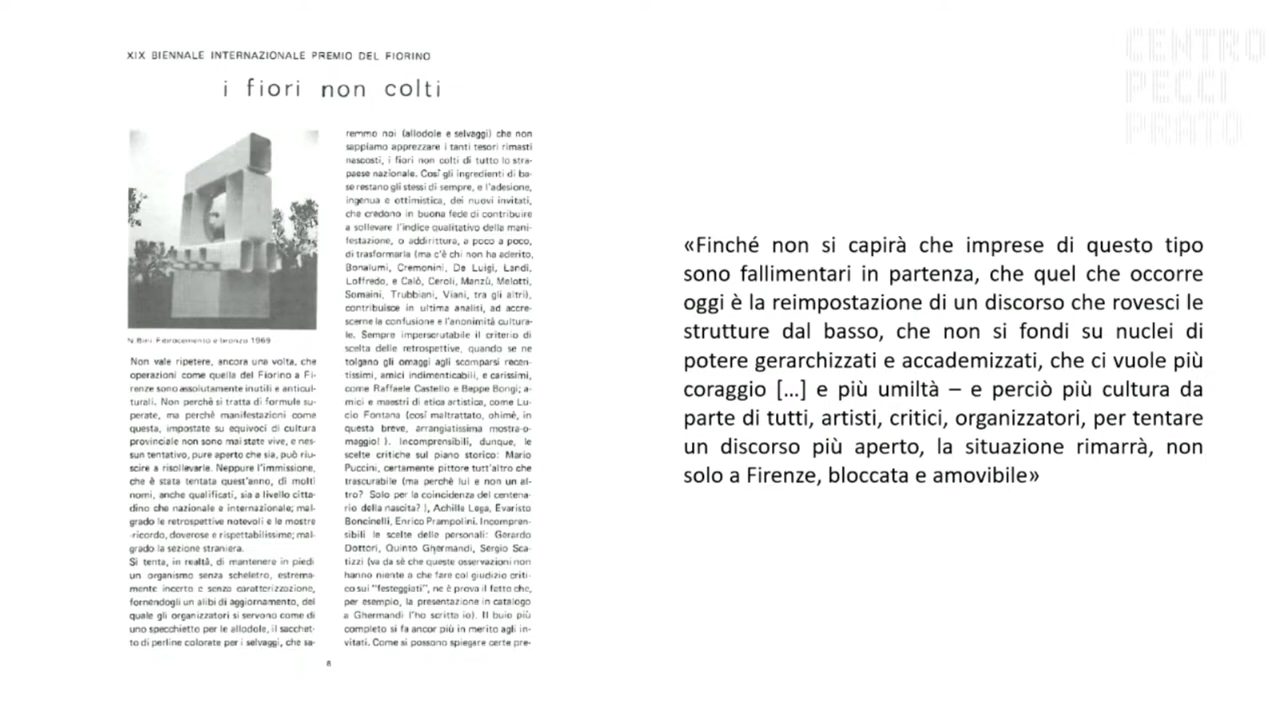 CENTRO
PECCI
PRATO
XIX BIENNALE INTERNAZIONALE PREMIO DEL FIORINO
i fiori non colti
N. Bini. Fibrocemento e bronzo 1969
Non vale ripetere, ancora una volta, che
operazioni come quella del Fiorino a Fi-
renze sono assolutamente inutili e anticul-
turali. Non perchè si tratta di formule su-
perate, ma perchè manifestazioni come
questa, impostate su equivoci di cultura
provinciale non sono mai state vive, e nes-
sun tentativo, pure aperto che sia, può riu-
scire a risollevarle. Neppure l'immissione,
che è stata tentata quest'anno, di molti
nomi, anche qualificati, sia a livello citta-
dino che nazionale e internazionale; mal-
grado le retrospettive notevoli e le mostre
-ricordo, doverose e rispettabilissime; mal-
grado la sezione straniera.
Si tenta, in realtà, di mantenere in piedi
un organismo senza scheletro, estrema-
mente incerto e senza caratterizzazione,
fornendogli un alibi di aggiornamento, del
quale gli organizzatori si servono come di
uno specchietto per le allodole, il sacchet-
to di perline colorate per i selvaggi, che sa-
remmo noi (allodole e selvaggi) che non
sappiamo apprezzare i tanti tesori rimasti
nascosti, i fiori non colti di tutto lo stra-
paese nazionale. Così gli ingredienti di ba-
se restano gli stessi di sempre, e l'adesione,
ingenua e ottimistica, dei nuovi invitati,
che credono in buona fede di contribuire
a sollevare l'indice qualitativo della mani-
festazione, o addirittura, a poco a poco,
di trasformarla (ma c'è chi non ha aderito,
Bonalumi, Cremonini, De Luigi, Landi,
Loffredo, e Calò, Ceroli, Manzù, Melotti,
Somaini, Trubbiani, Viani, tra gli altri),
contribuisce in ultima analisi, ad accre-
scerne la confusione e l'anonimità cultura-
le. Sempre imperscrutabile il criterio di
scelta delle retrospettive, quando se ne
tolgano gli omaggi agli scomparsi recen-
tissimi, amici indimenticabili, e carissimi,
come Raffaele Castello e Beppe Bongi; a-
mici e maestri di etica artistica, come Lu-
cio Fontana (così maltrattato, ohimè, in
questa breve, arrangiatissima mostra-o-
maggio! ). Incomprensibili, dunque, le
scelte critiche sul piano storico: Mario
Puccini, certamente pittore tutt'altro che
trascurabile (ma perchè lui e non un al-
tro? Solo per la coincidenza del centena-
rio della nascita? ), Achille Lega, Evaristo
Boncinelli, Enrico Prampolini. Incompren-
sibili le scelte delle personali: Gerardo
Dottori, Quinto Ghermandi, Sergio Sca-
tizzi (va da sè che queste osservazioni non
hanno niente a che fare col giudizio criti-
co sui "festeggiati", ne è prova il fatto che,
per esempio, la presentazione in catalogo
a Ghermandi l'ho scritta io). Il buio più
completo si fa ancor più in merito agli in-
vitati. Come si possono spiegare certe pre-
8
«Finché non si capirà che imprese di questo tipo
sono fallimentari in partenza, che quel che occorre
oggi è la reimpostazione di un discorso che rovesci le
strutture dal basso, che non si fondi su nuclei di
potere gerarchizzati e accademizzati, che ci vuole più
coraggio [...] e più umiltà – e perciò più cultura da
parte di tutti, artisti, critici, organizzatori, per tentare
un discorso più aperto, la situazione rimarrà, non
solo a Firenze, bloccata e amovibile»